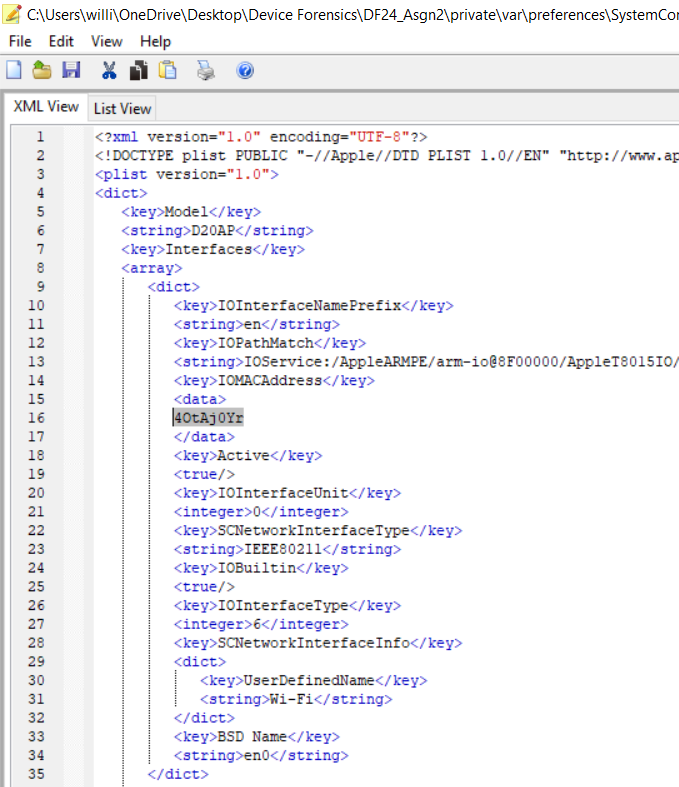 C:\Users\willi\OneDrive\Desktop\Device Forensics\DF24_Asgn2\private\var\preferences\SystemCor
File Edit View Help
XML View List View
1 <?xml version="1.0" encoding="UTF-8"?>
2 <!DOCTYPE plist PUBLIC "-//Apple//DTD PLIST 1.0//EN" "http://www.ap
3 <plist version="1.0">
4 <dict>
5 <key>Model</key>
6 <string>D20AP</string>
7 <key>Interfaces</key>
8 <array>
9 <dict>
10 <key>IOInterfaceNamePrefix</key>
11 <string>en</string>
12 <key>IOPathMatch</key>
13 <string>IOService:/AppleARMPE/arm-io@8F00000/AppleT8015IO/
14 <key>IOMACAddress</key>
15 <data>
16 4OtAj0Yr
17 </data>
18 <key>Active</key>
19 <true/>
20 <key>IOInterfaceUnit</key>
21 <integer>0</integer>
22 <key>SCNetworkInterfaceType</key>
23 <string>IEEE80211</string>
24 <key>IOBuiltin</key>
25 <true/>
26 <key>IOInterfaceType</key>
27 <integer>6</integer>
28 <key>SCNetworkInterfaceInfo</key>
29 <dict>
30 <key>UserDefinedName</key>
31 <string>Wi-Fi</string>
32 </dict>
33 <key>BSD Name</key>
34 <string>en0</string>
35 </dict>